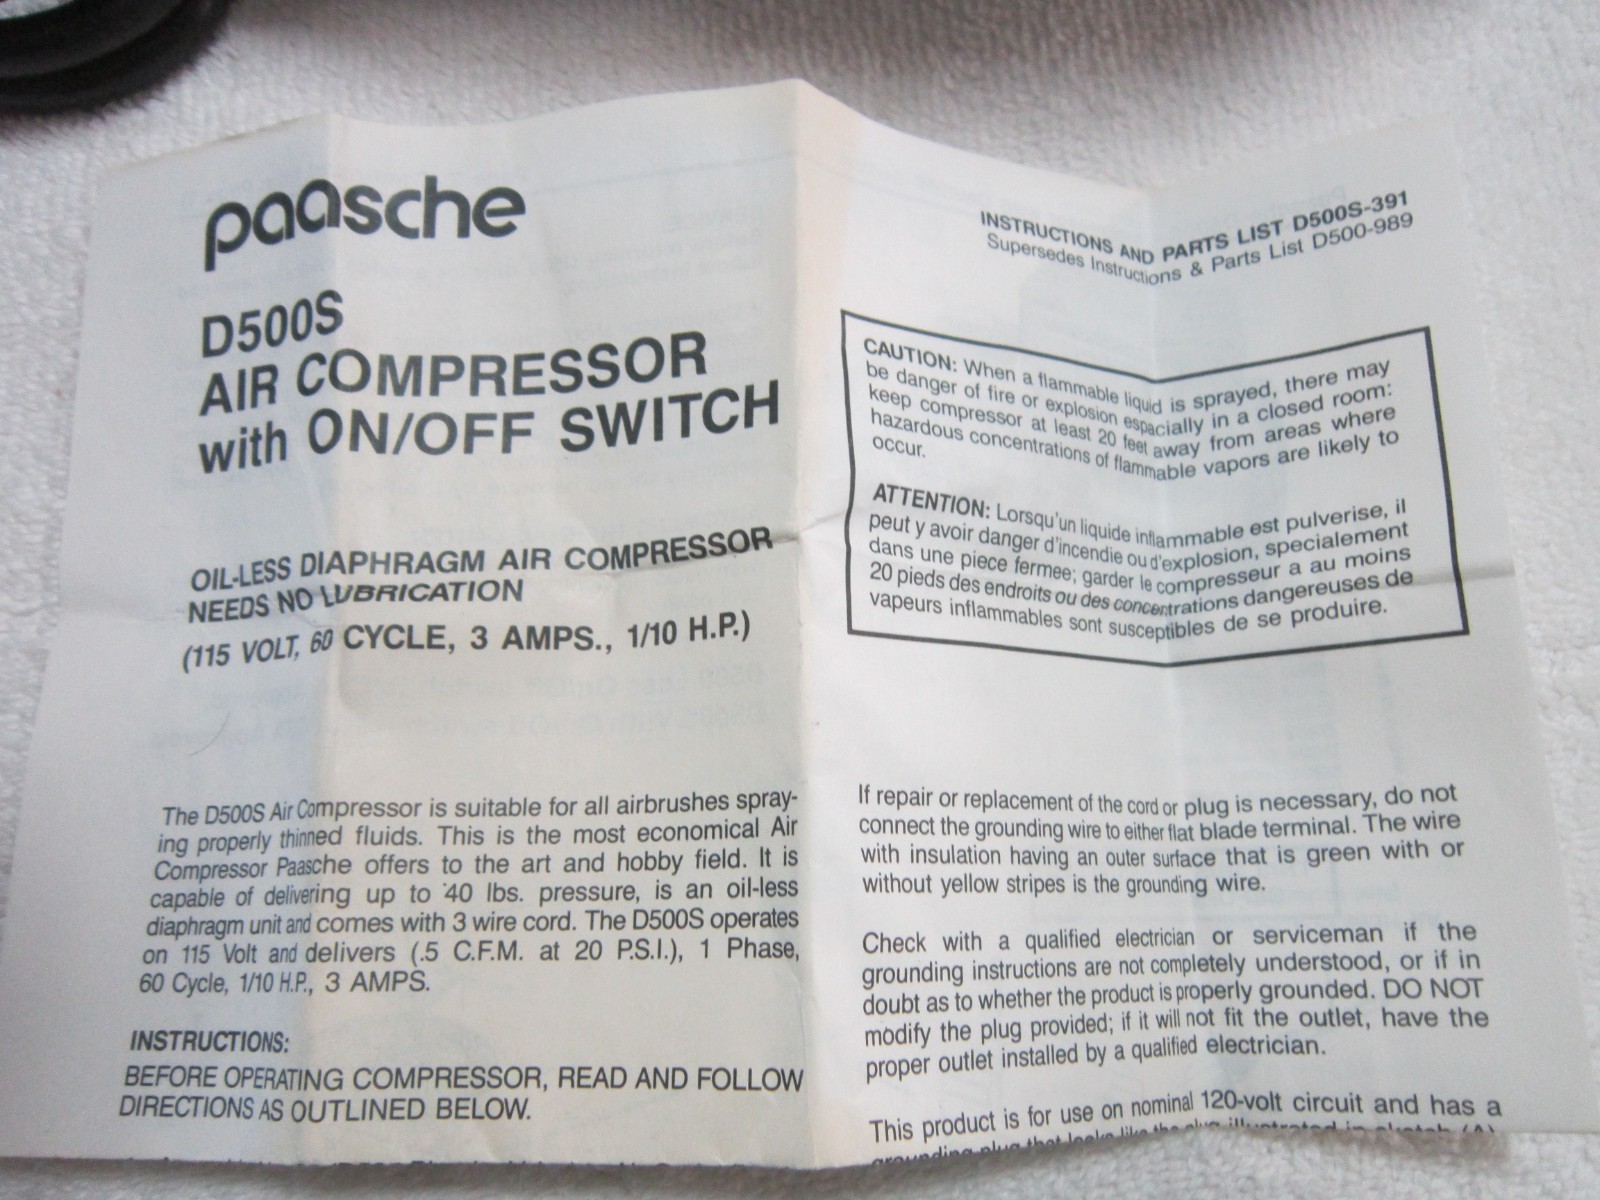 paasche
D500S
AIR COMPRESSOR
with ON/OFF SWITCH
OIL-LESS DIAPHRAGM AIR COMPRESSOR
NEEDS NO LUBRICATION
(115 VOLT, 60 CYCLE, 3 AMPS., 1/10 H.P.)
The D500S Air Compressor is suitable for all airbrushes spray-
ing properly thinned fluids. This is the most economical Air
Compressor Paasche offers to the art and hobby field. It is
capable of delivering up to 40 lbs. pressure, is an oil-less
diaphragm unit and comes with 3 wire cord. The D500S operates
on 115 Volt and delivers (.5 C.F.M. at 20 P.S.I.), 1 Phase,
60 Cycle, 1/10 H.P., 3 AMPS.
INSTRUCTIONS:
BEFORE OPERATING COMPRESSOR, READ AND FOLLOW
DIRECTIONS AS OUTLINED BELOW.
INSTRUCTIONS AND PARTS LIST D500S-391
Supersedes Instructions & Parts List D500-989
CAUTION: When a flammable liquid is sprayed, there may
be danger of fire or explosion especially in a closed room:
keep compressor at least 20 feet away from areas where
hazardous concentrations of flammable vapors are likely to
occur.
ATTENTION: Lorsqu'un liquide inflammable est pulverise, il
peut y avoir danger d'incendie ou d'explosion, specialement
dans une piece fermee; garder le compresseur a au moins
20 pieds des endroits ou des concentrations dangereuses de
vapeurs inflammables sont susceptibles de se produire.
If repair or replacement of the cord or plug is necessary, do not
connect the grounding wire to either flat blade terminal. The wire
with insulation having an outer surface that is green with or
without yellow stripes is the grounding wire.
Check with a qualified electrician or serviceman if the
grounding instructions are not completely understood, or if in
doubt as to whether the product is properly grounded. DO NOT
modify the plug provided; if it will not fit the outlet, have the
proper outlet installed by a qualified electrician.
This product is for use on nominal 120-volt circuit and has a
grounding plug that looks like the plug illustrated in sketch (A)